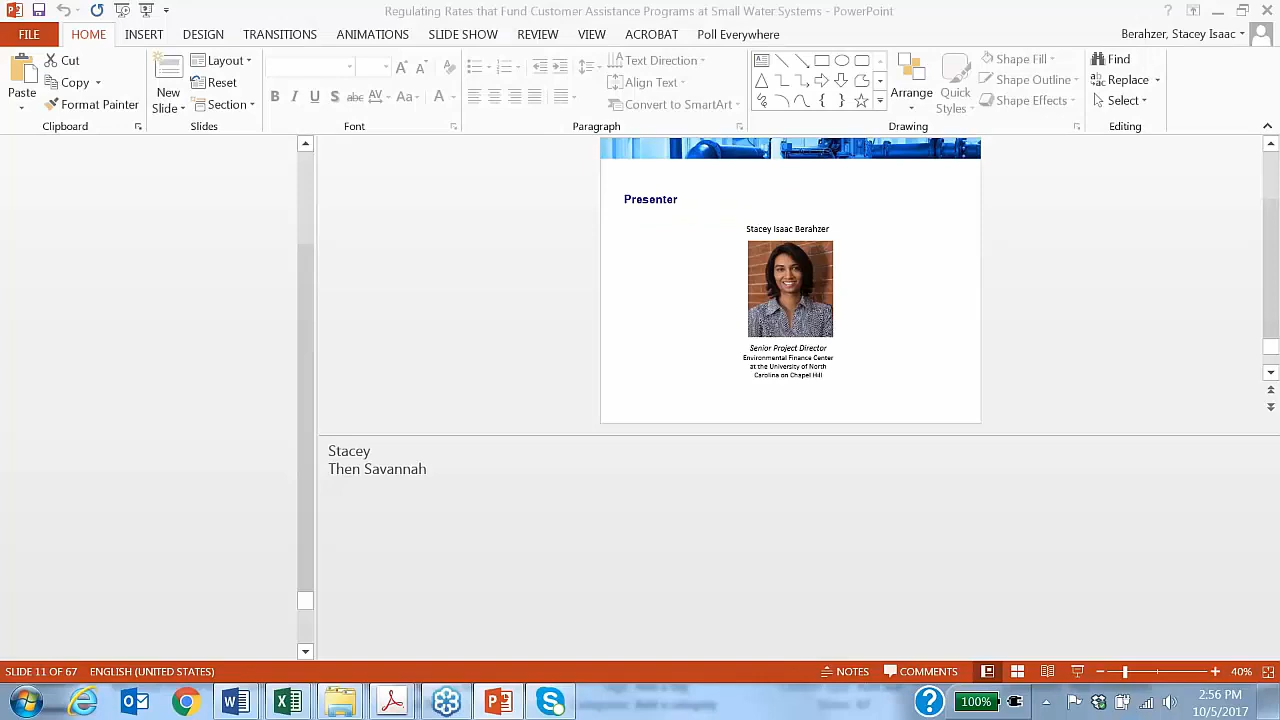 Regulating Rates that Fund Customer Assistance Programs at Small Water Systems - PowerPoint
FILE HOME INSERT DESIGN TRANSITIONS ANIMATIONS SLIDE SHOW REVIEW VIEW ACROBAT Poll Everywhere Berahzer, Stacey Isaac
Paste
Cut
Copy
Format Painter
Clipboard
New
Slide
Layout
Reset
Section
Slides
B I U S abc AV Aa A
Font
Text Direction
Align Text
Convert to SmartArt
Paragraph
Arrange
Quick
Styles
Shape Fill
Shape Outline
Shape Effects
Drawing
Find
Replace
Select
Editing
Presenter
Stacey Isaac Berahzer
Senior Project Director
Environmental Finance Center
at the University of North
Carolina on Chapel Hill
Stacey
Then Savannah
SLIDE 11 OF 67 ENGLISH (UNITED STATES) NOTES COMMENTS 40%
100%
2:56 PM
10/5/2017